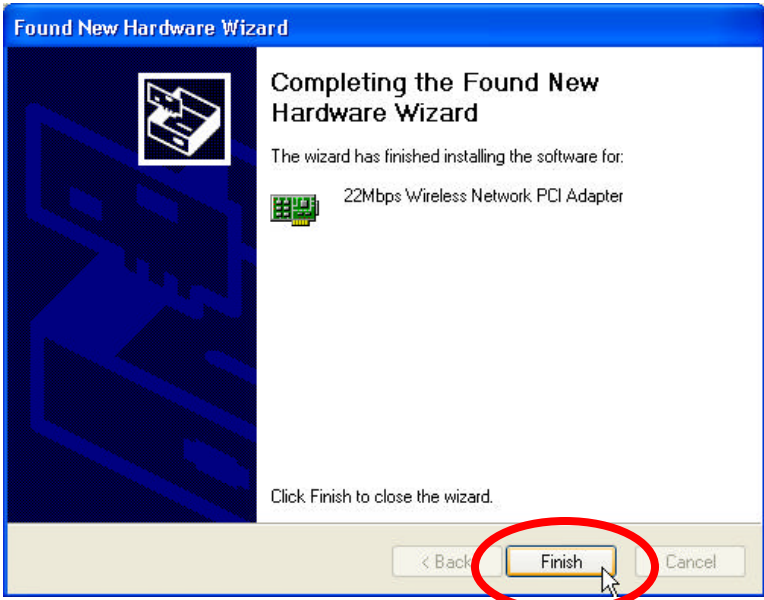 Found New Hardware Wizard
Completing the Found New
Hardware Wizard
The wizard has finished installing the software for:
22Mbps Wireless Network PCI Adapter
Click Finish to close the wizard.
< Back
Finish
Cancel